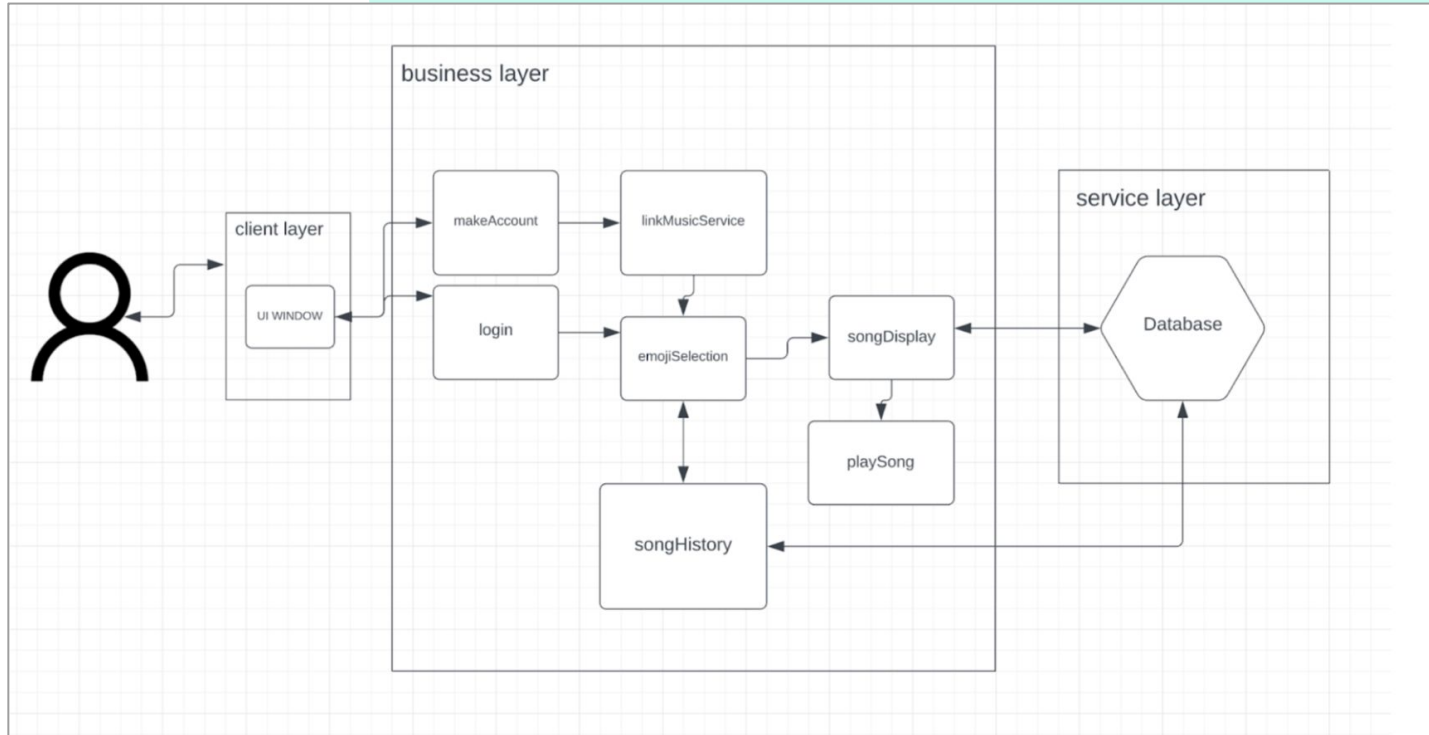 business layer
service layer
client layer
makeAccount
linkMusicService
UI WINDOW
login
emojiSelection
songDisplay
Database
playSong
songHistory